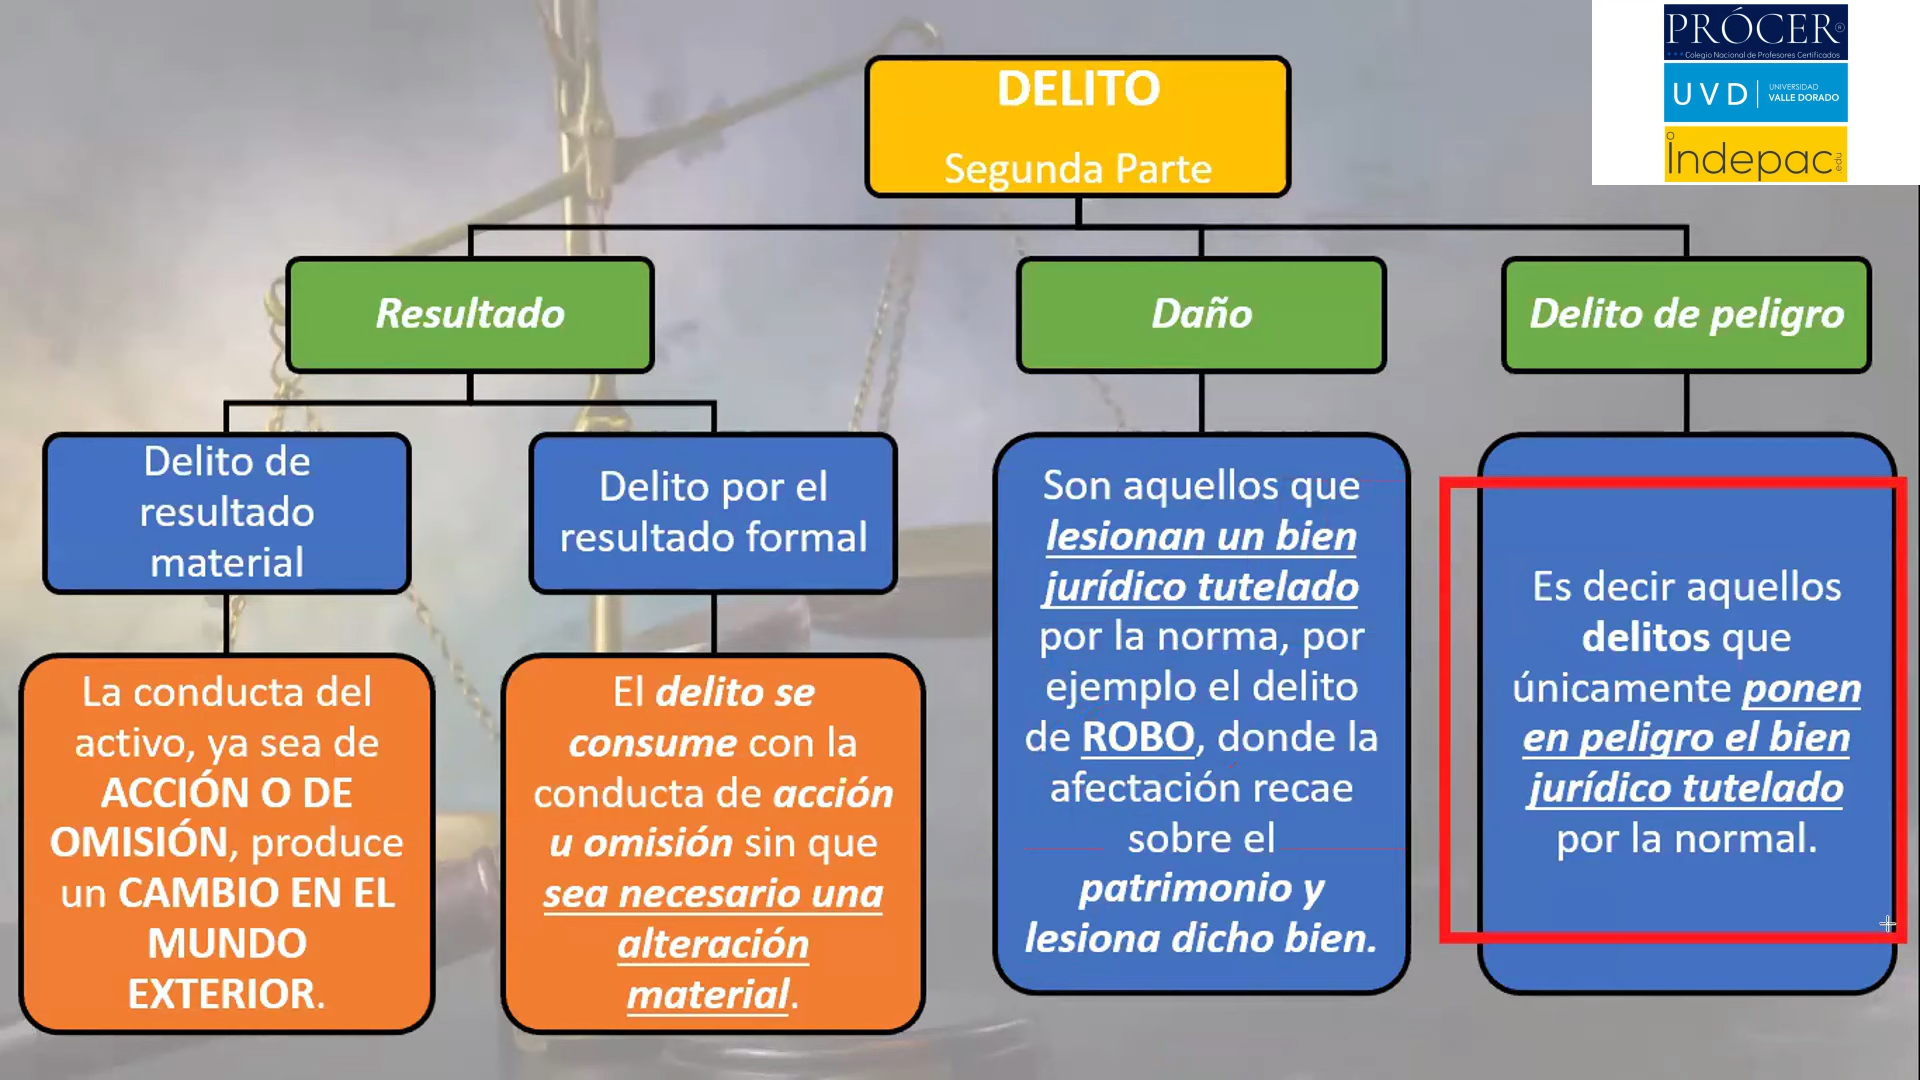 PRÓCER®
Colegio Nacional de Profesores Certificados
UVD | UNIVERSIDAD
VALLE DORADO
Indepac.edu
DELITO
Segunda Parte
Resultado
Daño
Delito de peligro
Delito de
resultado
material
Delito por el
resultado formal
La conducta del
activo, ya sea de
ACCIÓN O DE
OMISIÓN, produce
un CAMBIO EN EL
MUNDO
EXTERIOR.
El delito se
consume con la
conducta de acción
u omisión sin que
sea necesario una
alteración
material.
Son aquellos que
lesionan un bien
jurídico tutelado
por la norma, por
ejemplo el delito
de ROBO, donde la
afectación recae
sobre el
patrimonio y
lesiona dicho bien.
Es decir aquellos
delitos que
únicamente ponen
en peligro el bien
jurídico tutelado
por la normal.